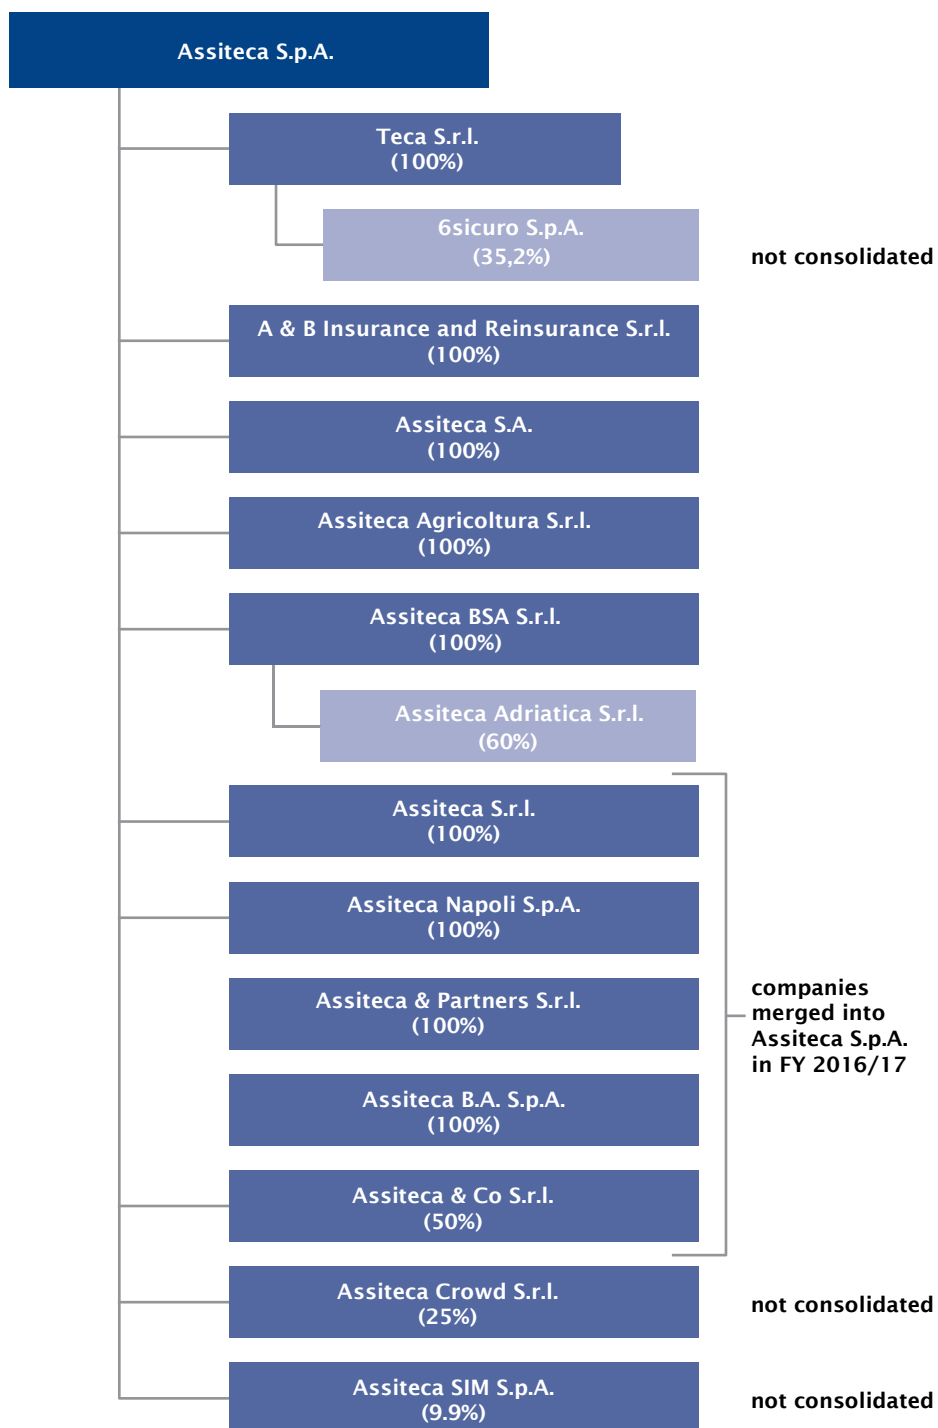 Assiteca S.p.A.
Teca S.r.l.
(100%)
6sicuro S.p.A.
(35,2%)
not consolidated
A & B Insurance and Reinsurance S.r.l.
(100%)
Assiteca S.A.
(100%)
Assiteca Agricoltura S.r.l.
(100%)
Assiteca BSA S.r.l.
(100%)
Assiteca Adriatica S.r.l.
(60%)
Assiteca S.r.l.
(100%)
Assiteca Napoli S.p.A.
(100%)
Assiteca & Partners S.r.l.
(100%)
Assiteca B.A. S.p.A.
(100%)
Assiteca & Co S.r.l.
(50%)
companies
merged into
Assiteca S.p.A.
in FY 2016/17
Assiteca Crowd S.r.l.
(25%)
not consolidated
Assiteca SIM S.p.A.
(9.9%)
not consolidated